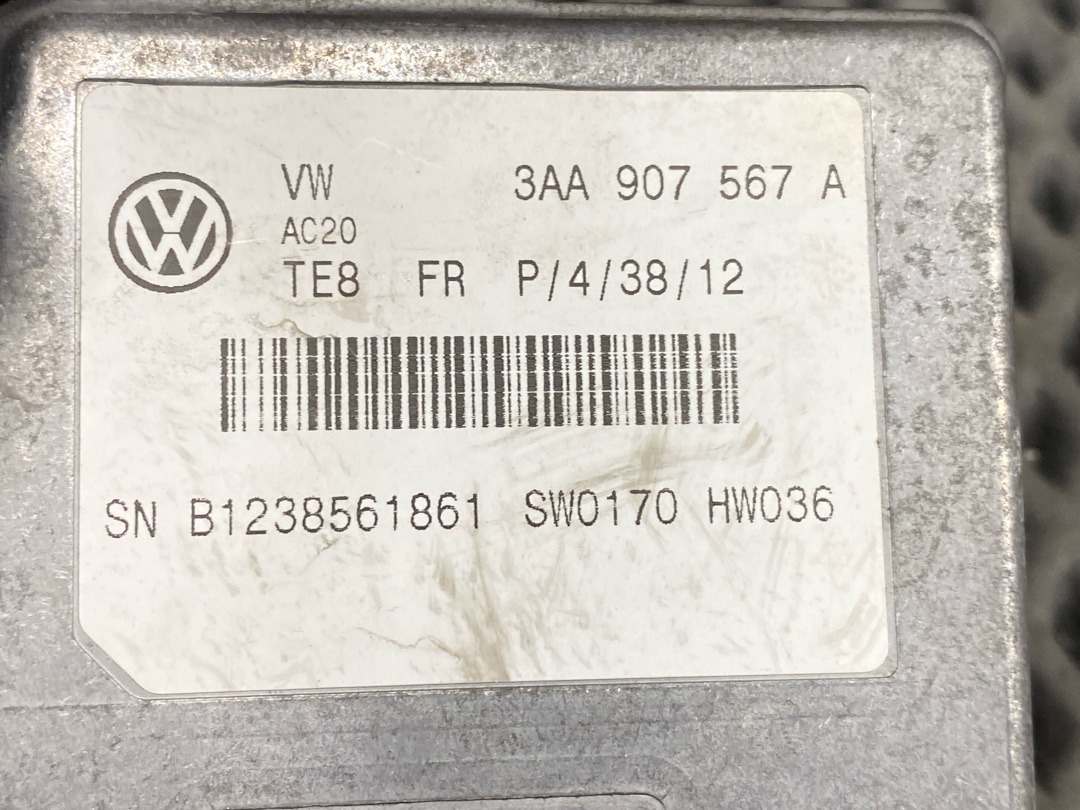 VW 3AA 907 567 A
AC20
TE8 FR P/4/38/12
SN B1238561861 SW0170 HW036